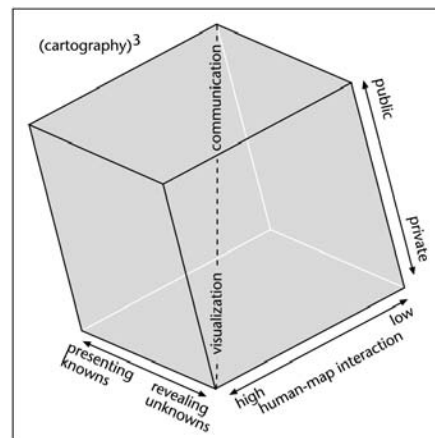 (cartography)3
communication
public
private
visualization
low
human-map interaction
high
presenting
knowns
revealing
unknowns